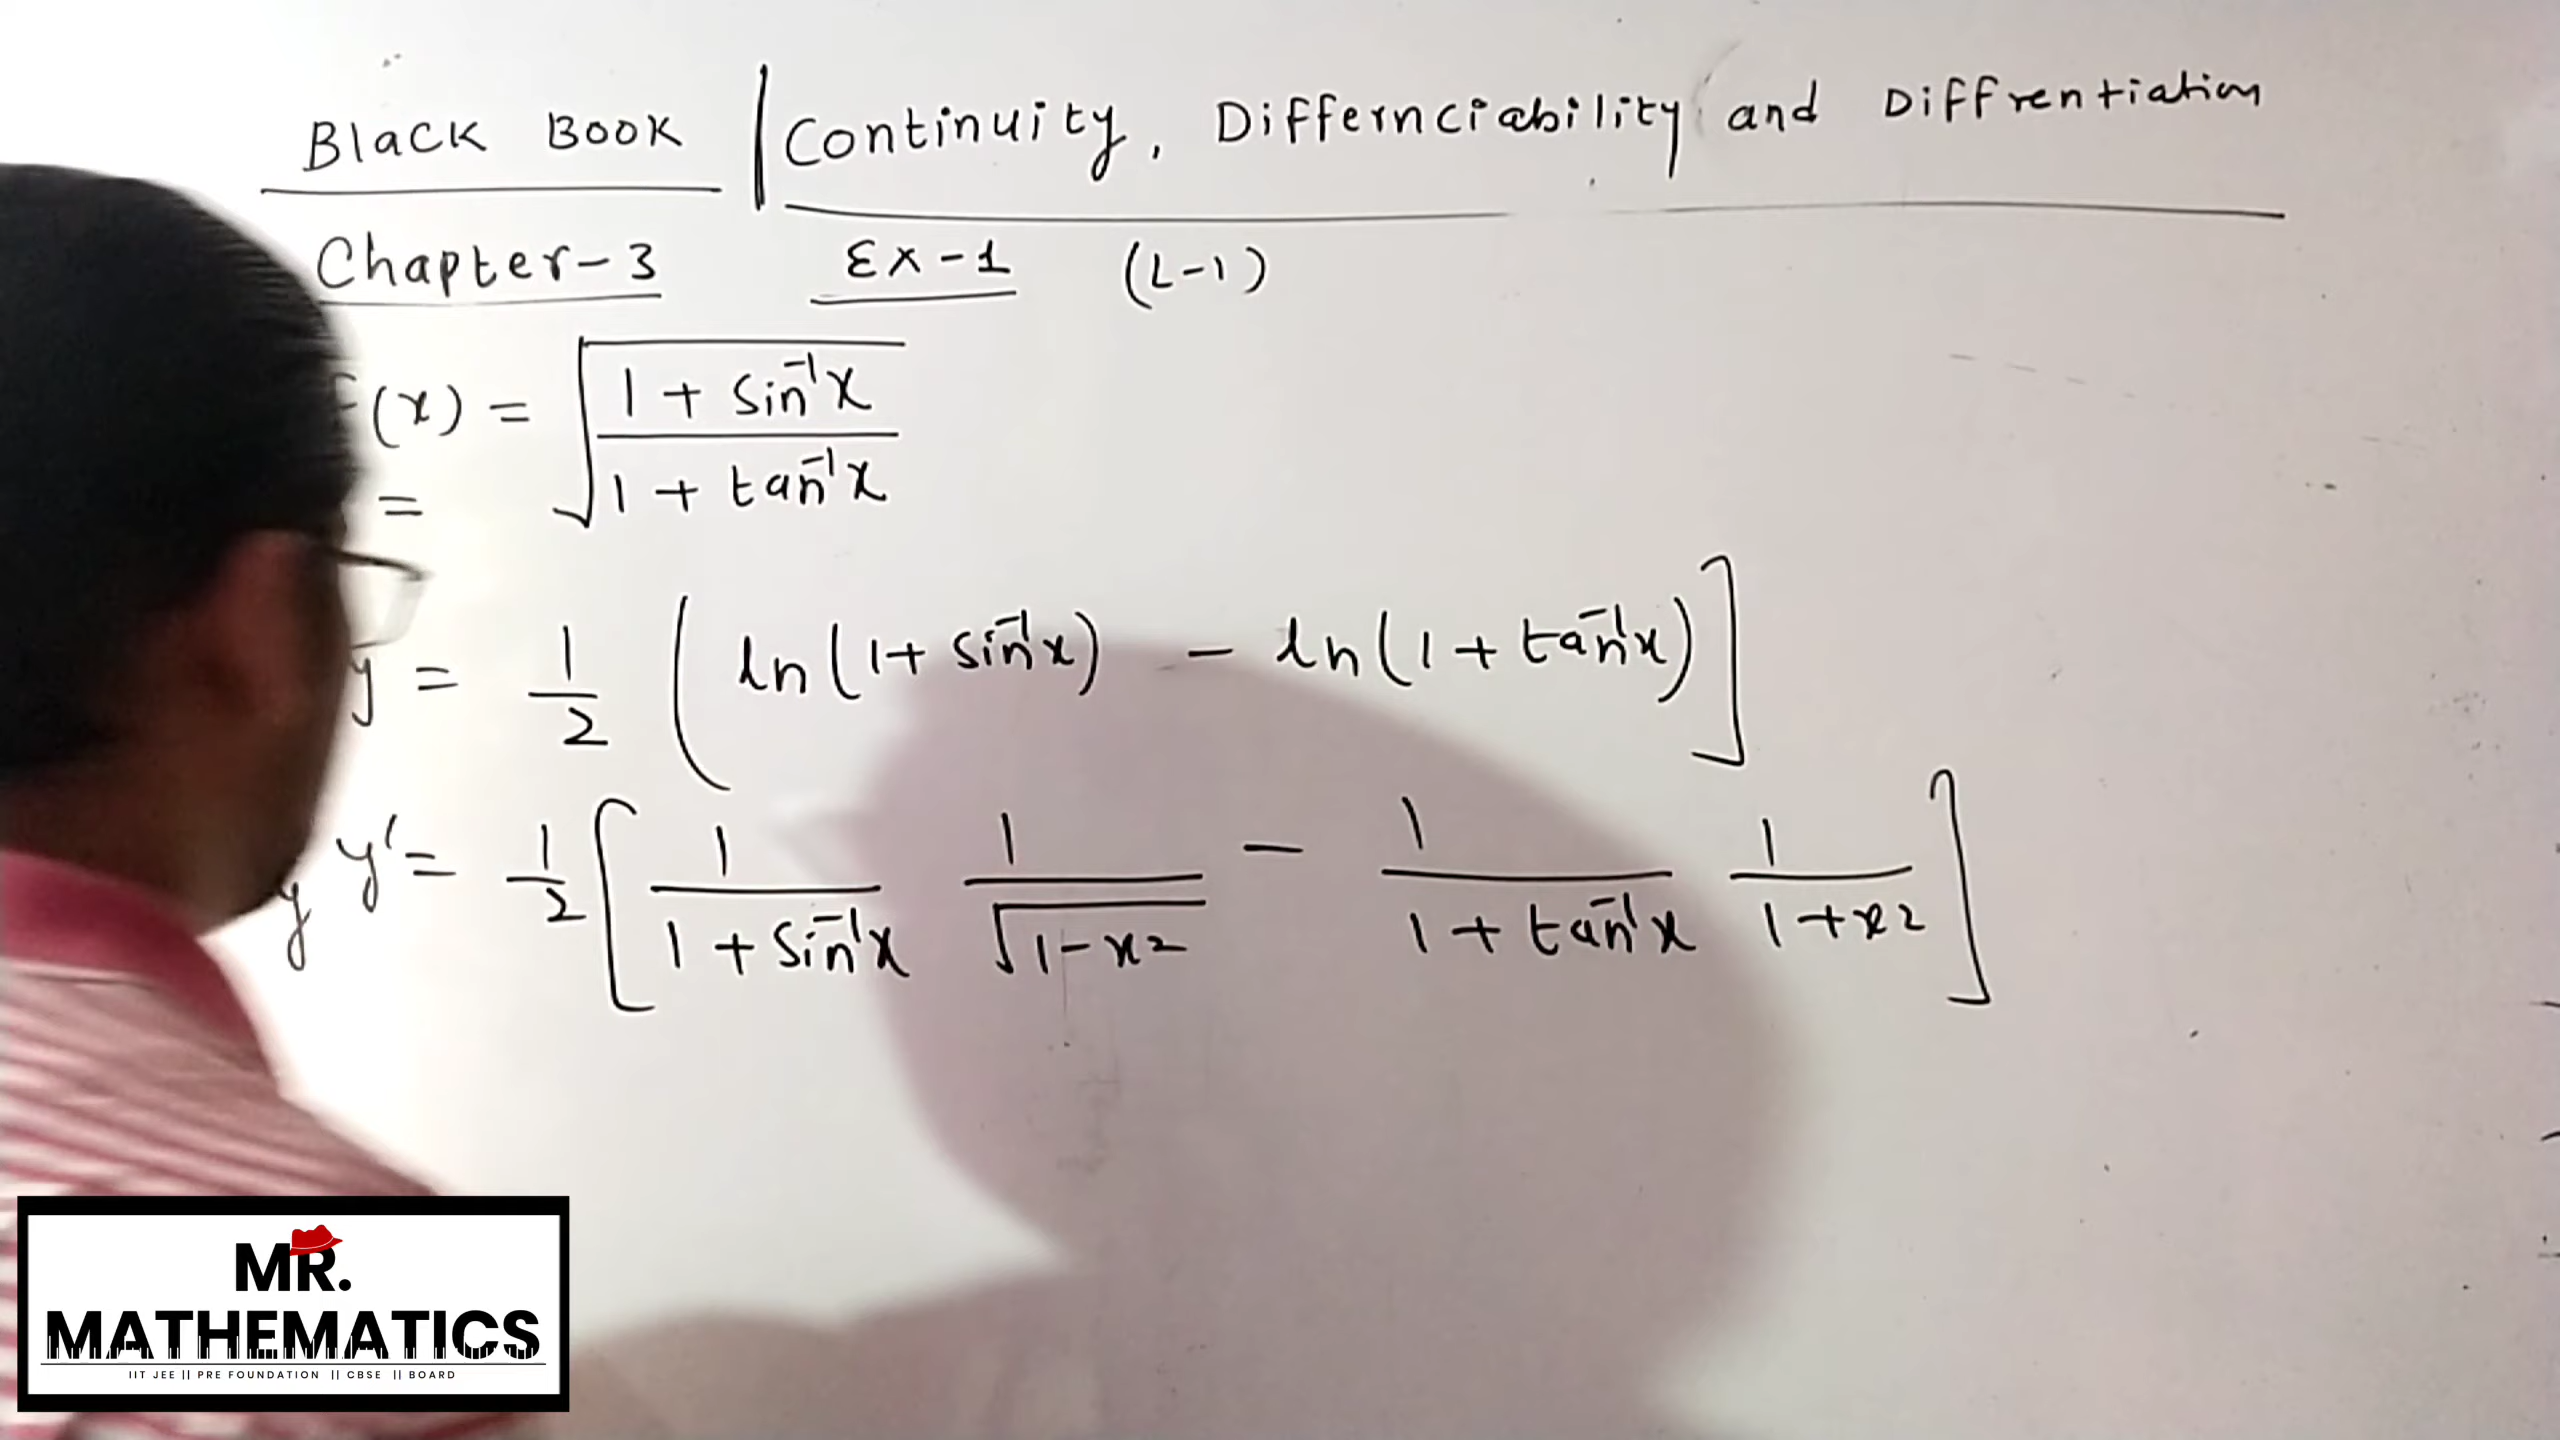 Black Book | Continuity, Differnciability and Diffrentiation
Chapter-3 Ex-1 (L-1)
f(x) = √((1 + sin⁻¹x)/(1 + tan⁻¹x))
=
y = 1/2 ( ln(1+ sin⁻¹x) - ln(1 + tan⁻¹x) ]
y y' = 1/2 [ 1/(1 + sin⁻¹x) 1/√(1-x²) - 1/(1 + tan⁻¹x) 1/(1+x²) ]
MR.
MATHEMATICS
IIT JEE || PRE FOUNDATION || CBSE || BOARD